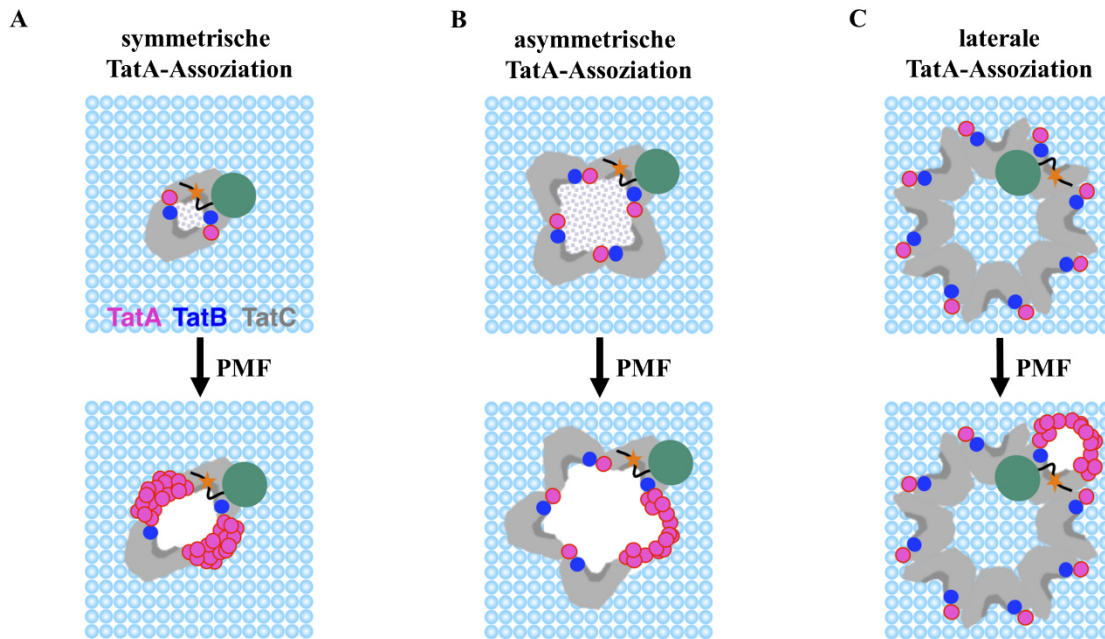 A
symmetrische
TatA-Assoziation
B
asymmetrische
TatA-Assoziation
C
laterale
TatA-Assoziation
TatA TatB TatC
PMF
PMF
PMF